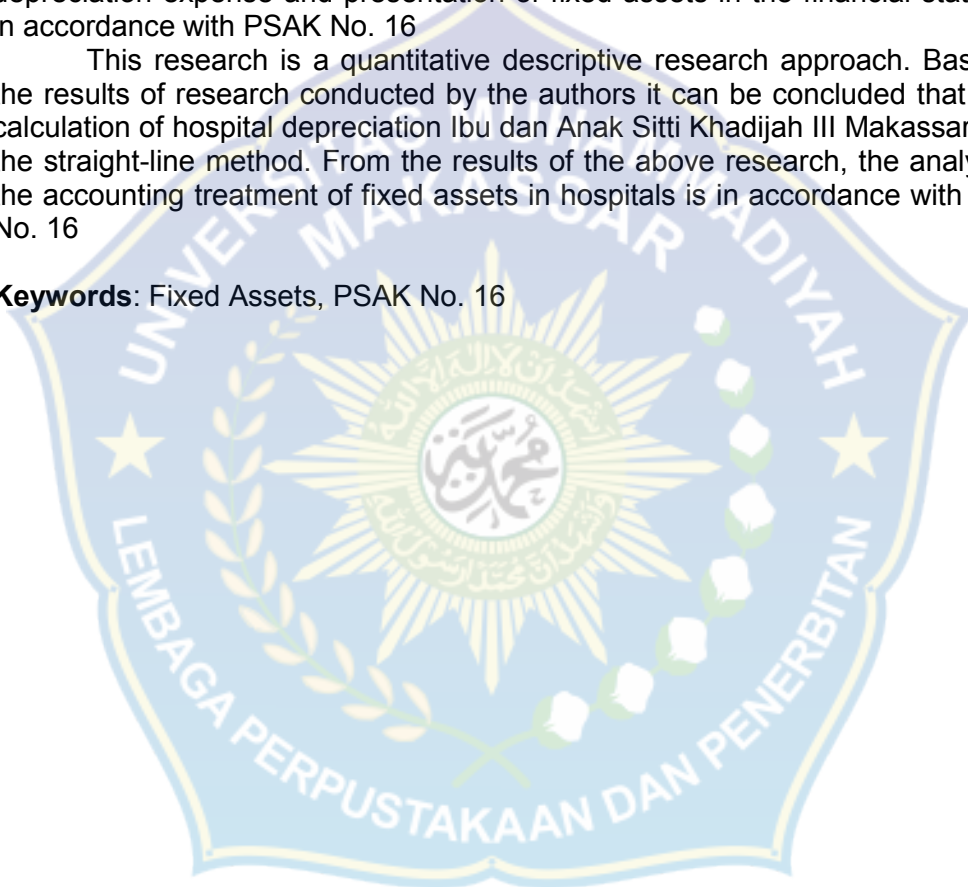 depreciation expense and presentation of fixed assets in the financial stat
in accordance with PSAK No. 16
This research is a quantitative descriptive research approach. Bas
the results of research conducted by the authors it can be concluded that
calculation of hospital depreciation Ibu dan Anak Sitti Khadijah III Makassar
the straight-line method. From the results of the above research, the analy
the accounting treatment of fixed assets in hospitals is in accordance with
No. 16
Keywords: Fixed Assets, PSAK No. 16
UNIVERSITAS MUHAMMADIYAH
MAKASSAR
LEMBAGA PERPUSTAKAAN DAN PENERBITAN